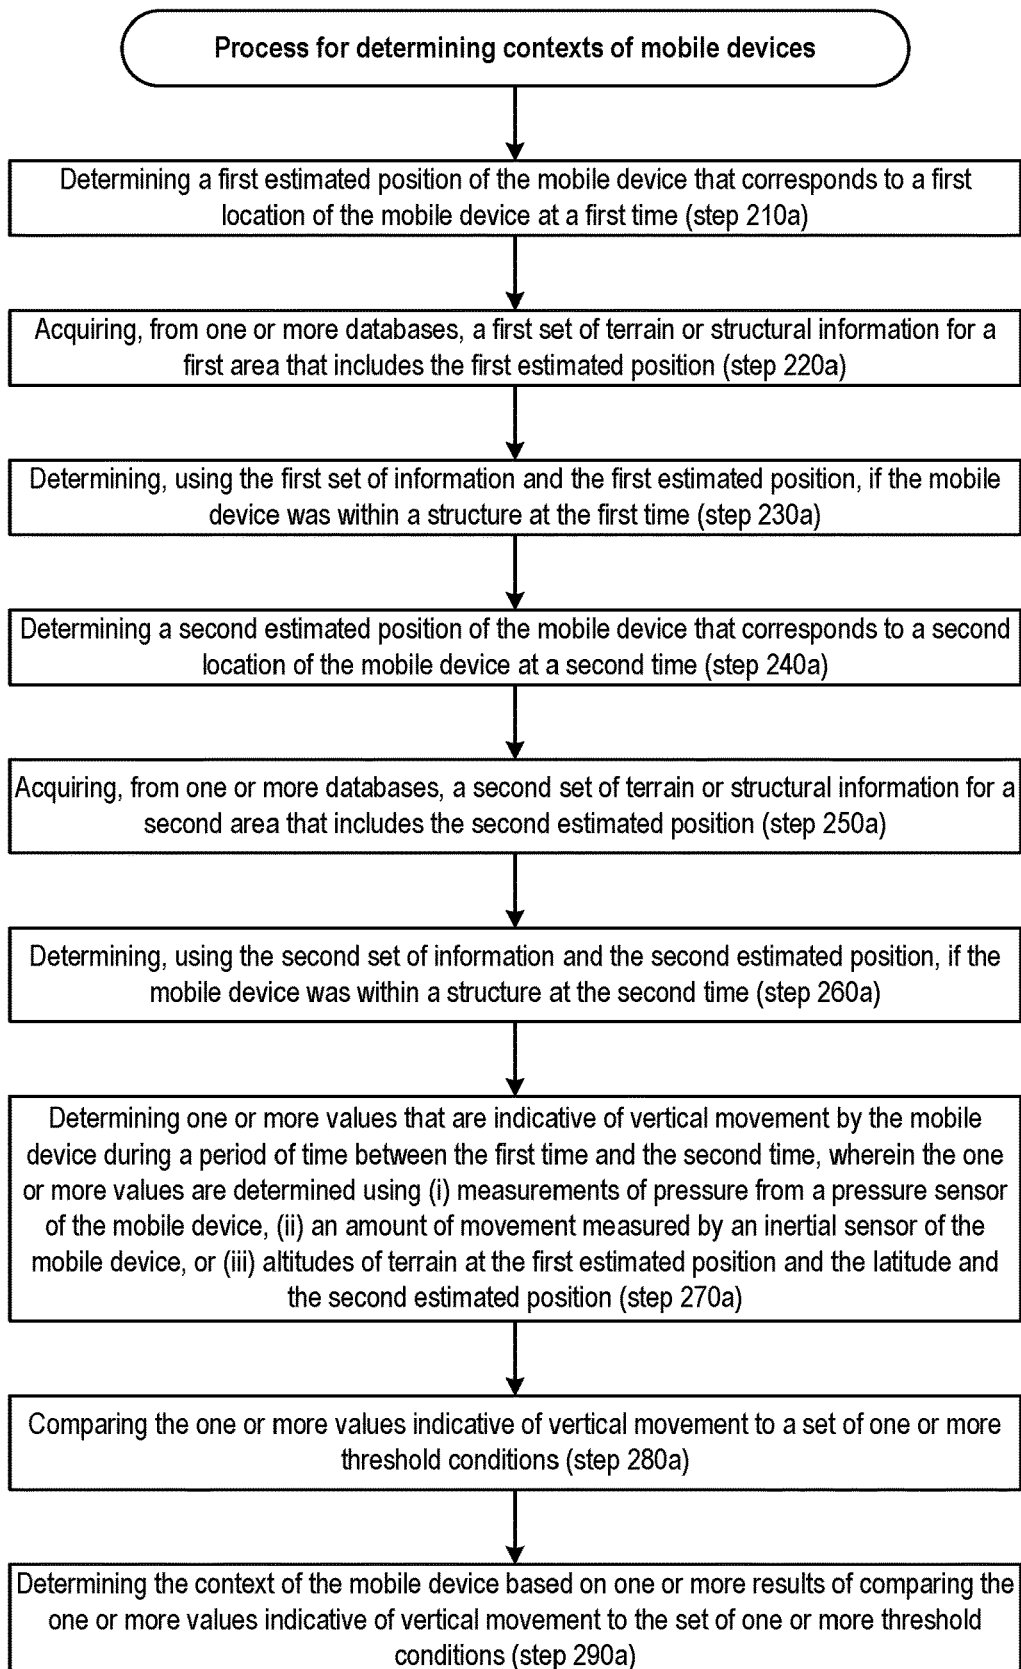 Process for determining contexts of mobile devices
Determining a first estimated position of the mobile device that corresponds to a first
location of the mobile device at a first time (step 210a)
Acquiring, from one or more databases, a first set of terrain or structural information for a
first area that includes the first estimated position (step 220a)
Determining, using the first set of information and the first estimated position, if the mobile
device was within a structure at the first time (step 230a)
Determining a second estimated position of the mobile device that corresponds to a second
location of the mobile device at a second time (step 240a)
Acquiring, from one or more databases, a second set of terrain or structural information for a
second area that includes the second estimated position (step 250a)
Determining, using the second set of information and the second estimated position, if the
mobile device was within a structure at the second time (step 260a)
Determining one or more values that are indicative of vertical movement by the mobile
device during a period of time between the first time and the second time, wherein the one
or more values are determined using (i) measurements of pressure from a pressure sensor
of the mobile device, (ii) an amount of movement measured by an inertial sensor of the
mobile device, or (iii) altitudes of terrain at the first estimated position and the latitude and
the second estimated position (step 270a)
Comparing the one or more values indicative of vertical movement to a set of one or more
threshold conditions (step 280a)
Determining the context of the mobile device based on one or more results of comparing the
one or more values indicative of vertical movement to the set of one or more threshold
conditions (step 290a)